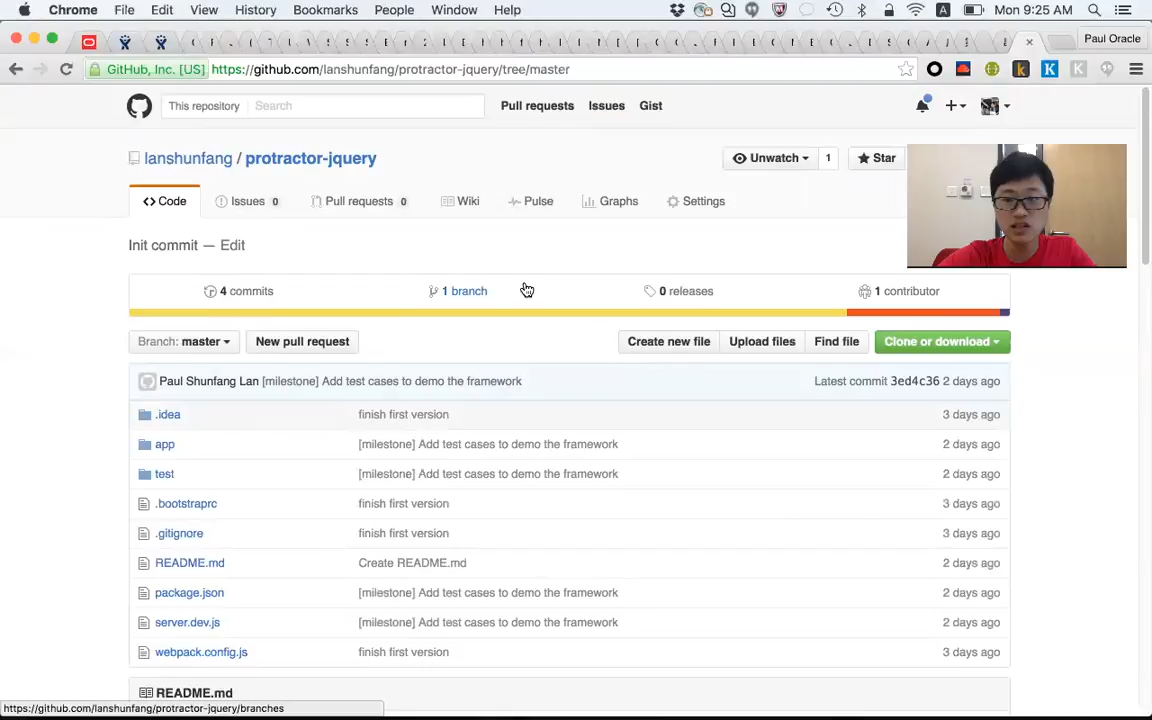 Chrome File Edit View History Bookmarks People Window Help Mon 9:25 AM
Paul Oracle
GitHub, Inc. [US] https://github.com/lanshunfang/protractor-jquery/tree/master
This repository Search Pull requests Issues Gist
lanshunfang / protractor-jquery Unwatch 1 Star
Code Issues 0 Pull requests 0 Wiki Pulse Graphs Settings
Init commit — Edit
4 commits 1 branch 0 releases 1 contributor
Branch: master New pull request Create new file Upload files Find file Clone or download
Paul Shunfang Lan [milestone] Add test cases to demo the framework Latest commit 3ed4c36 2 days ago
.idea finish first version 3 days ago
app [milestone] Add test cases to demo the framework 2 days ago
test [milestone] Add test cases to demo the framework 2 days ago
.bootstraprc finish first version 3 days ago
.gitignore finish first version 3 days ago
README.md Create README.md 2 days ago
package.json [milestone] Add test cases to demo the framework 2 days ago
server.dev.js [milestone] Add test cases to demo the framework 2 days ago
webpack.config.js finish first version 3 days ago
README.md
https://github.com/lanshunfang/protractor-jquery/branches